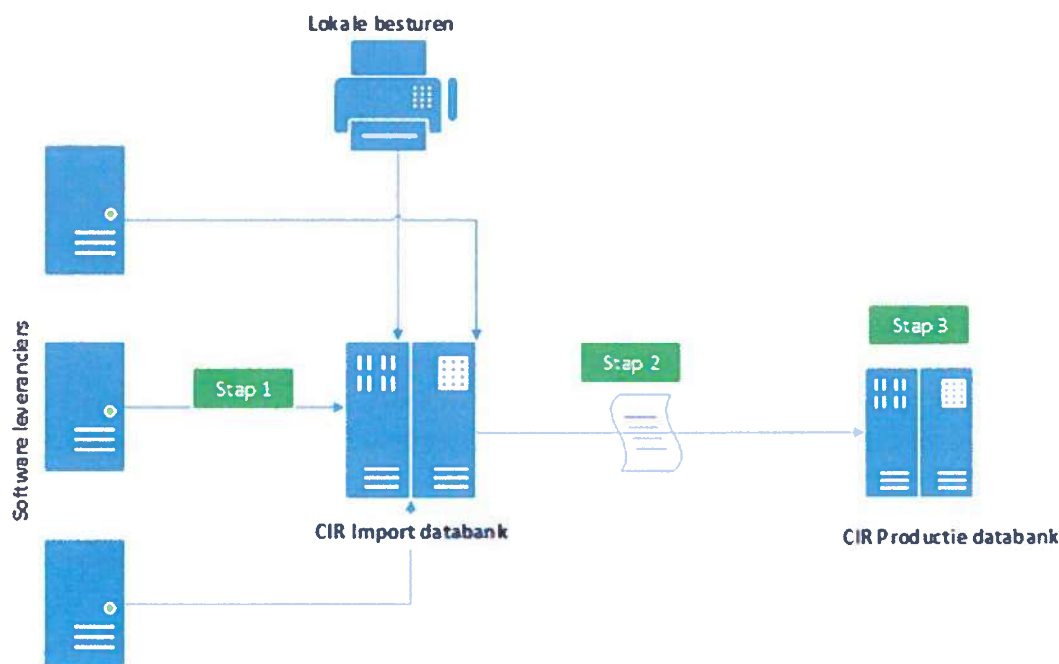 Lokale besturen
Software leveranciers
Stap 1
Stap 2
Stap 3
CIR Import databank
CIR Productie databank